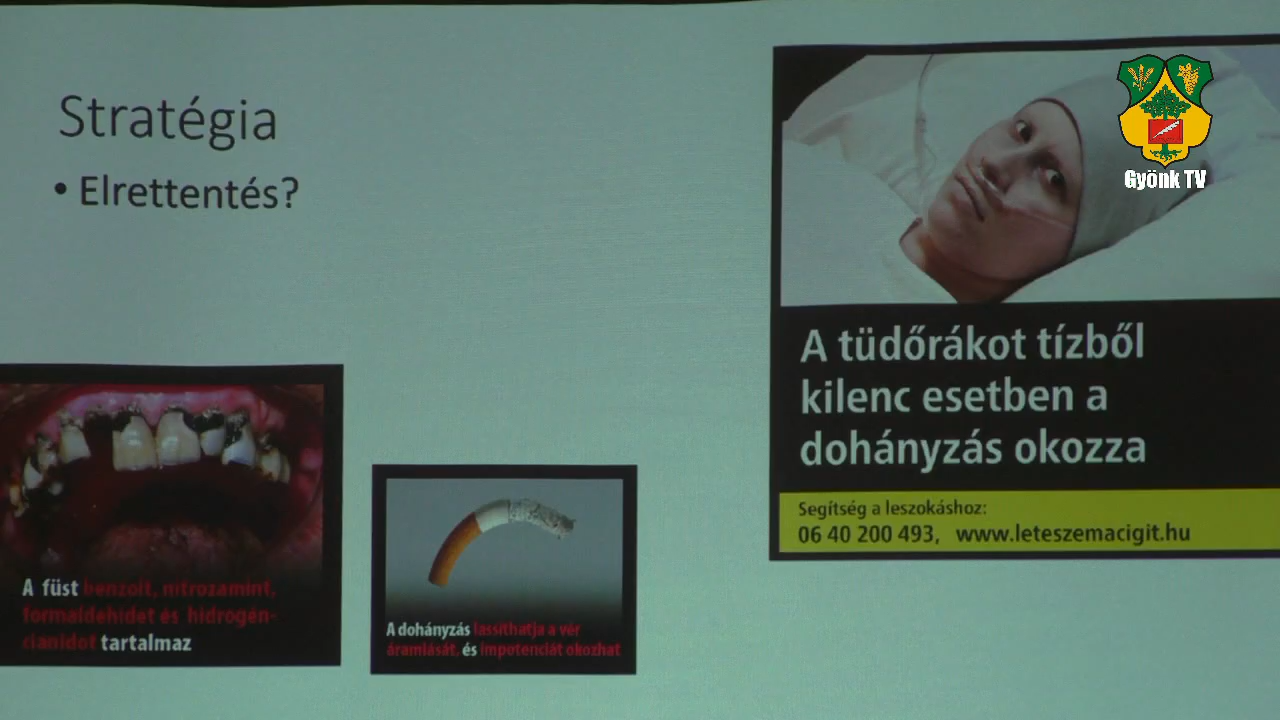 Stratégia
• Elrettentés?
Gyönk TV
A tüdőrákot tízből
kilenc esetben a
dohányzás okozza
Segítség a leszokáshoz:
06 40 200 493, www.leteszemacigit.hu
A füst benzolt, nitrozamint,
formaldehidet és hidrogén-
cianidot tartalmaz
A dohányzás lassíthatja a vér
áramlását, és impotenciát okozhat